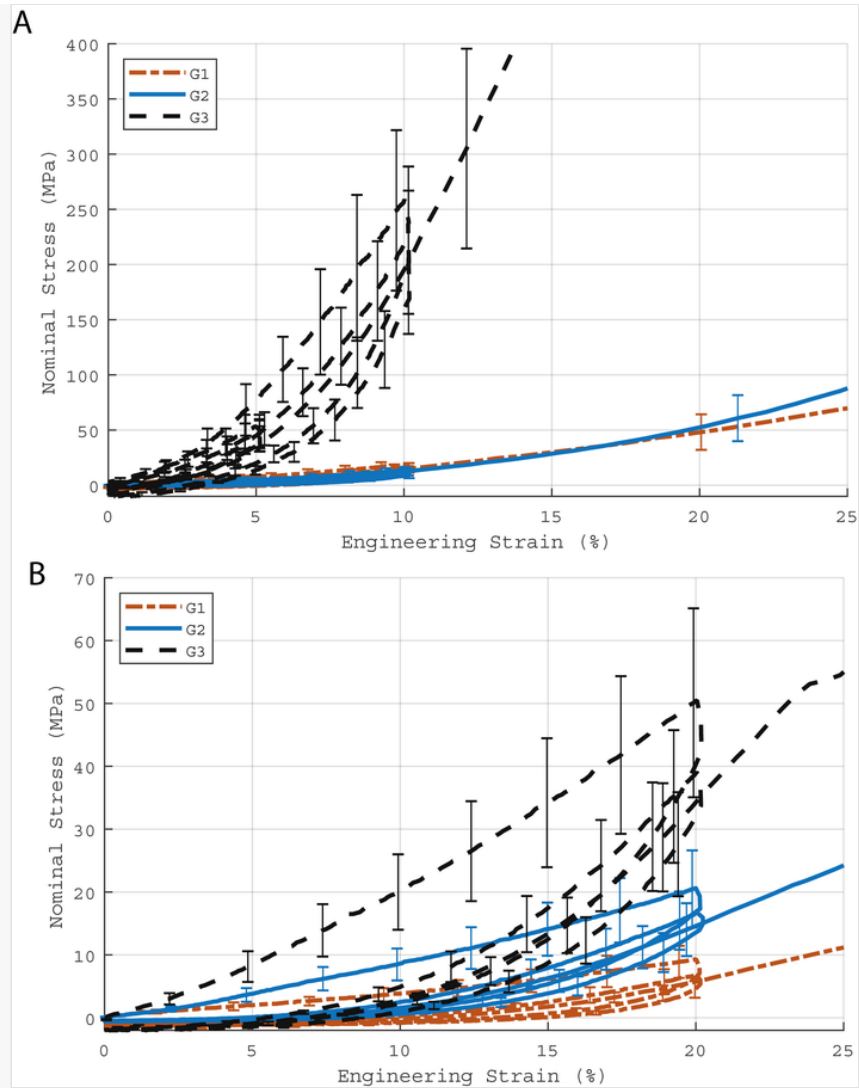 A
400
350
300
250
200
150
100
50
0
Nominal Stress (MPa)
G1
G2
G3
0 5 10 15 20 25
Engineering Strain (%)
B
70
60
50
40
30
20
10
0
Nominal Stress (MPa)
G1
G2
G3
0 5 10 15 20 25
Engineering Strain (%)